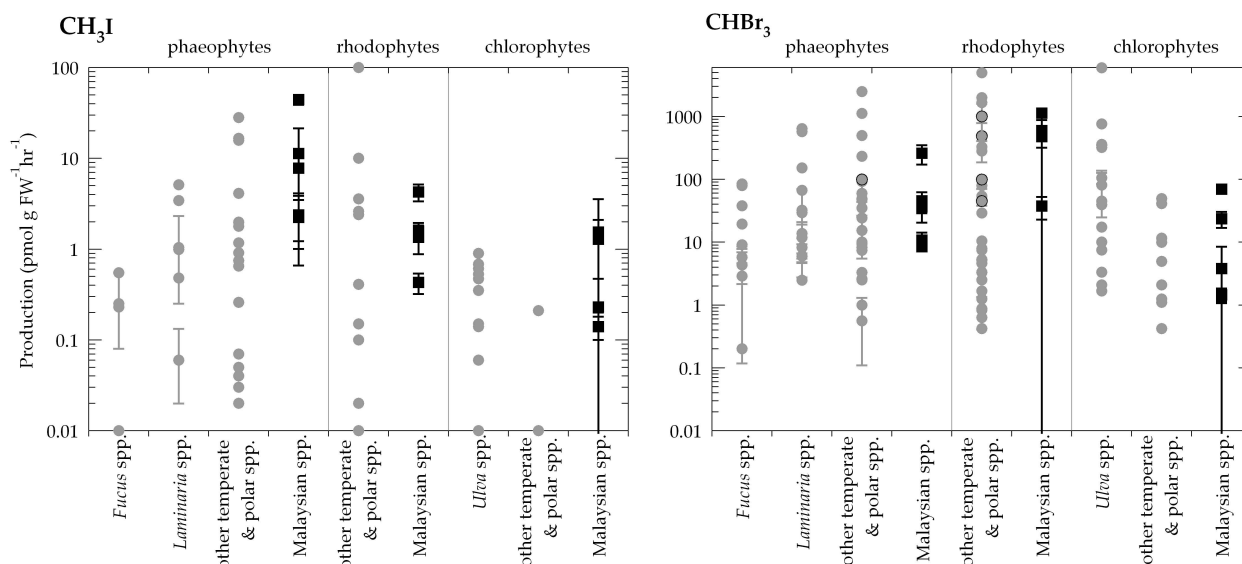 CH3I
phaeophytes rhodophytes chlorophytes
Production (pmol g FW-1hr-1)
100
10
1
0.1
0.01
Fucus spp.
Laminaria spp.
other temperate
& polar spp.
Malaysian spp.
other temperate
& polar spp.
Malaysian spp.
Ulva spp.
other temperate
& polar spp.
Malaysian spp.
CHBr3
phaeophytes rhodophytes chlorophytes
1000
100
10
1
0.1
0.01
Fucus spp.
Laminaria spp.
other temperate
& polar spp.
Malaysian spp.
other temperate
& polar spp.
Malaysian spp.
Ulva spp.
other temperate
& polar spp.
Malaysian spp.